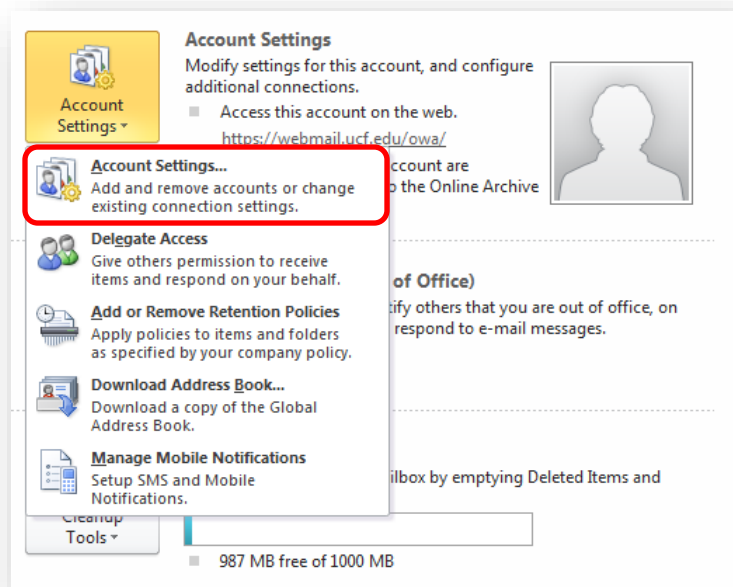 Account Settings
Modify settings for this account, and configure
additional connections.
Account
Settings
Access this account on the web.
https://webmail.ucf.edu/owa/
Account Settings...
Add and remove accounts or change
existing connection settings.
ccount are
the Online Archive
Delegate Access
Give others permission to receive
items and respond on your behalf.
of Office)
ify others that you are out of office, on
respond to e-mail messages.
Add or Remove Retention Policies
Apply policies to items and folders
as specified by your company policy.
Download Address Book...
Download a copy of the Global
Address Book.
Manage Mobile Notifications
Setup SMS and Mobile
Notifications.
ilbox by emptying Deleted Items and
Cleanup
Tools
987 MB free of 1000 MB